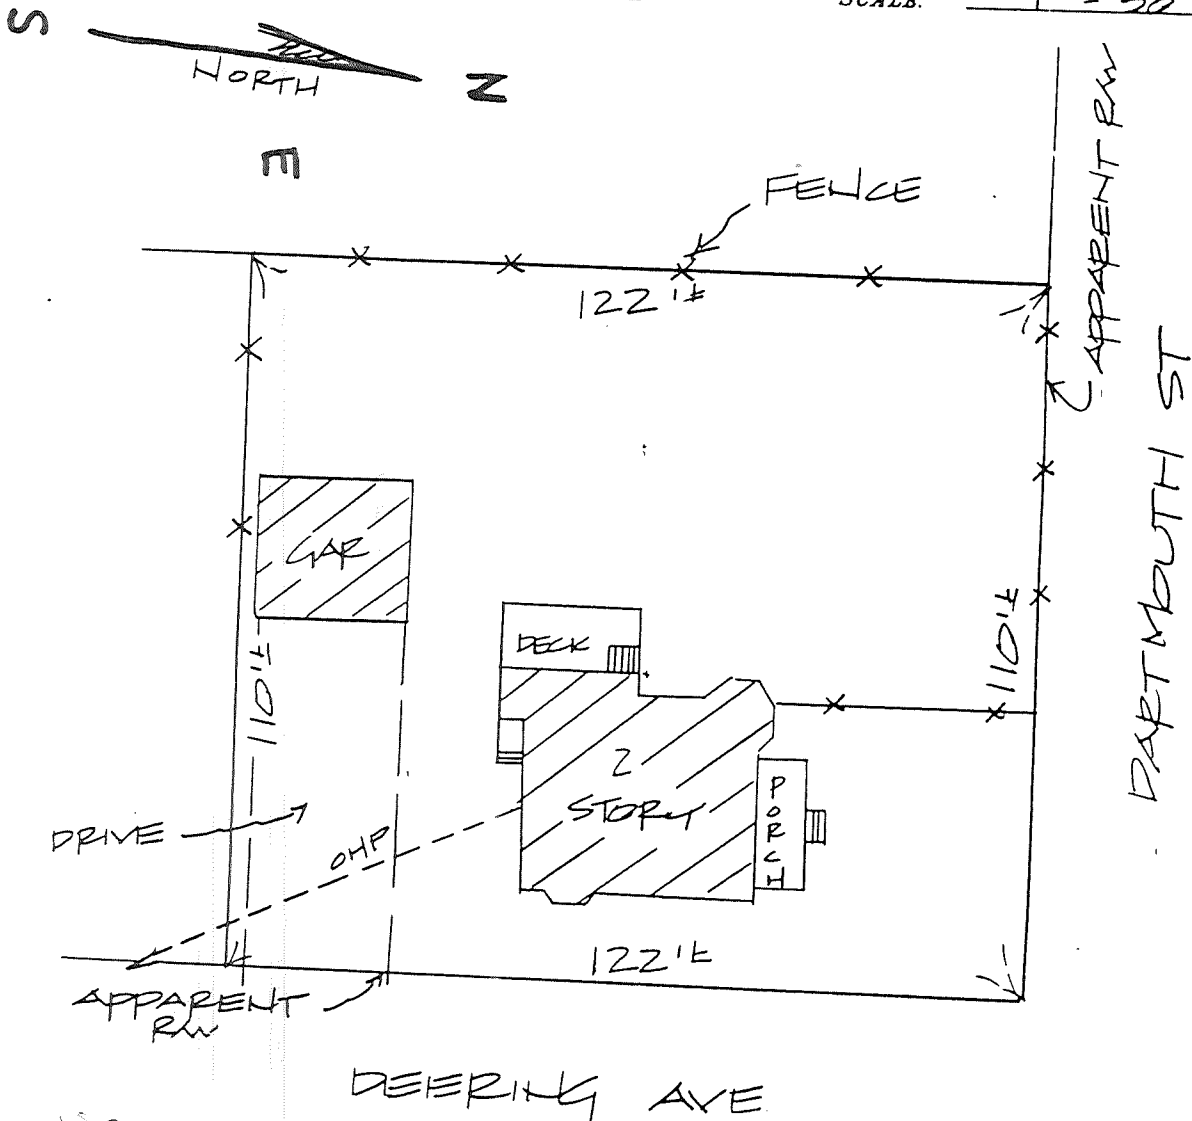 SCALE:
S
NORTH
N
E
FENCE
122'±
APPARENT R/W
GAR
DECK
110'±
110'±
2
STORY
PORCH
DARTMOUTH ST
DRIVE
OHP
122'±
APPARENT
R/W
DEERING AVE